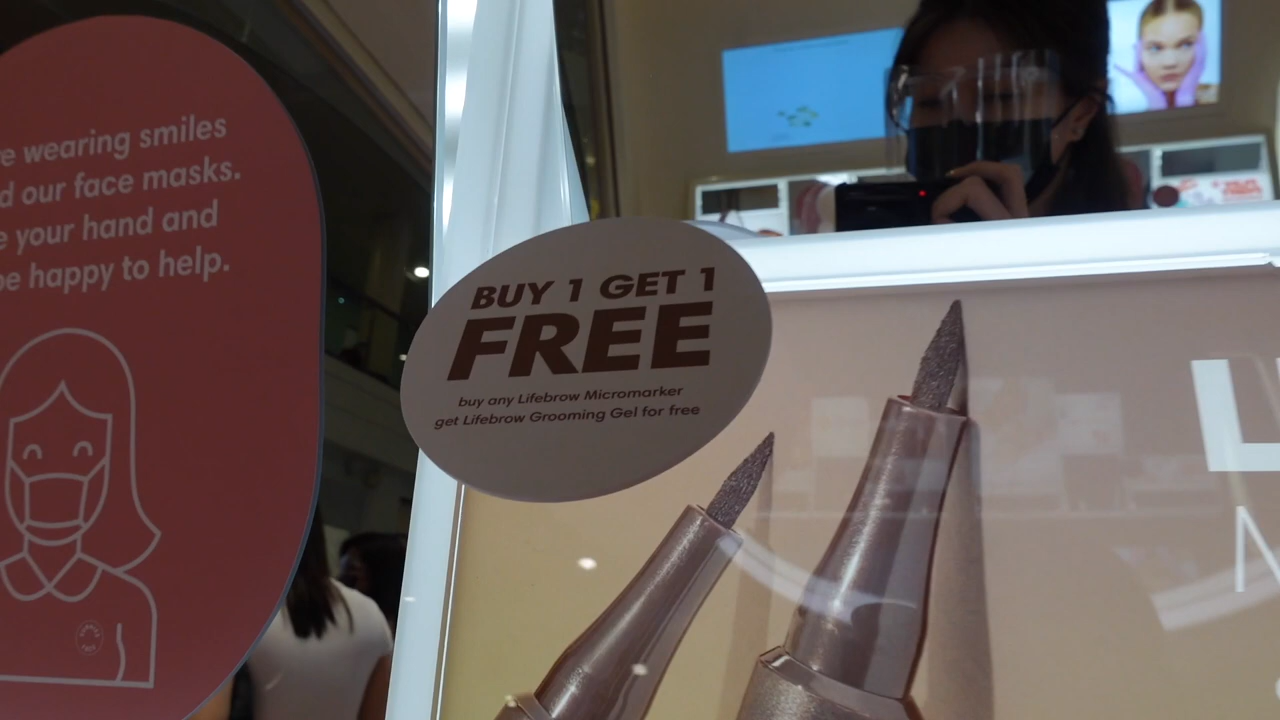 e wearing smiles
d our face masks.
e your hand and
be happy to help.
BUY 1 GET 1
FREE
buy any Lifebrow Micromarker
get Lifebrow Grooming Gel for free
L
N